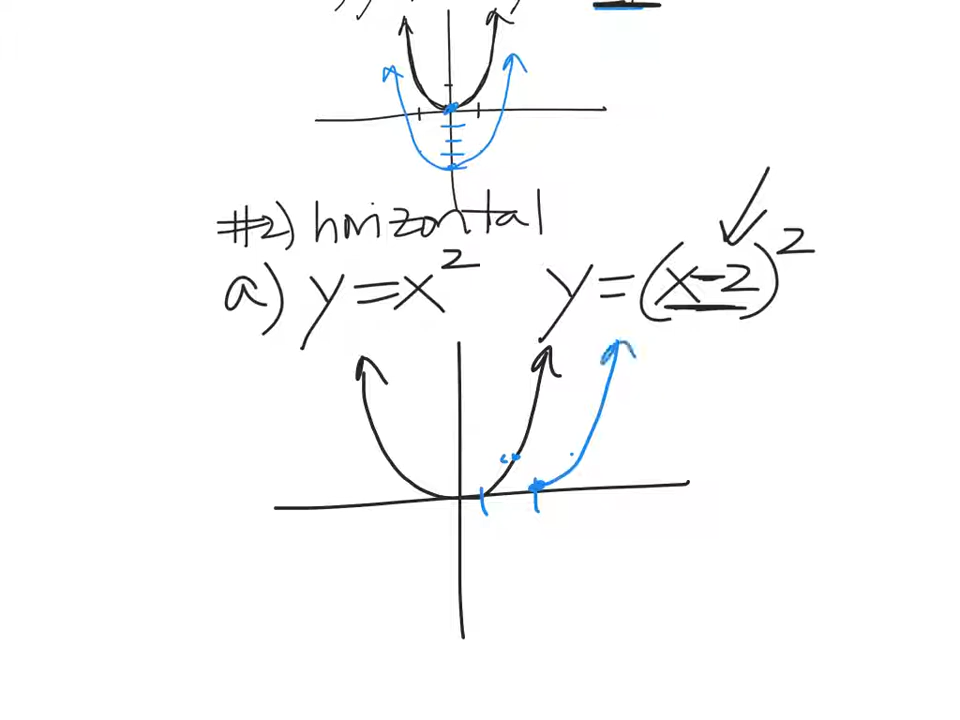 #2) horizontal
a) y=x² y=(x-2)²